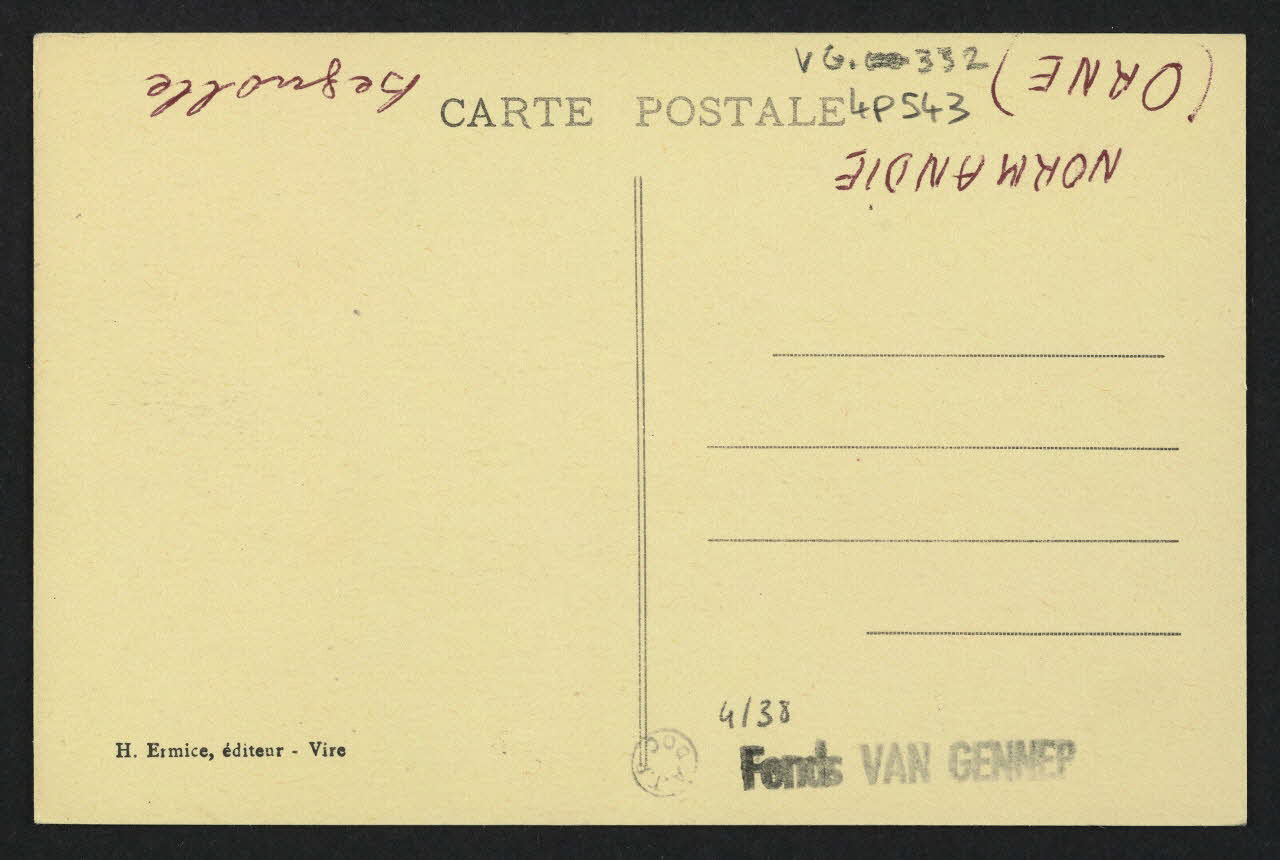 VG. 332
4P543
CARTE POSTALE
(ORNE)
NORMANDIE
4/38
Fonds VAN GENNEP
H. Ermice, éditeur - Vire